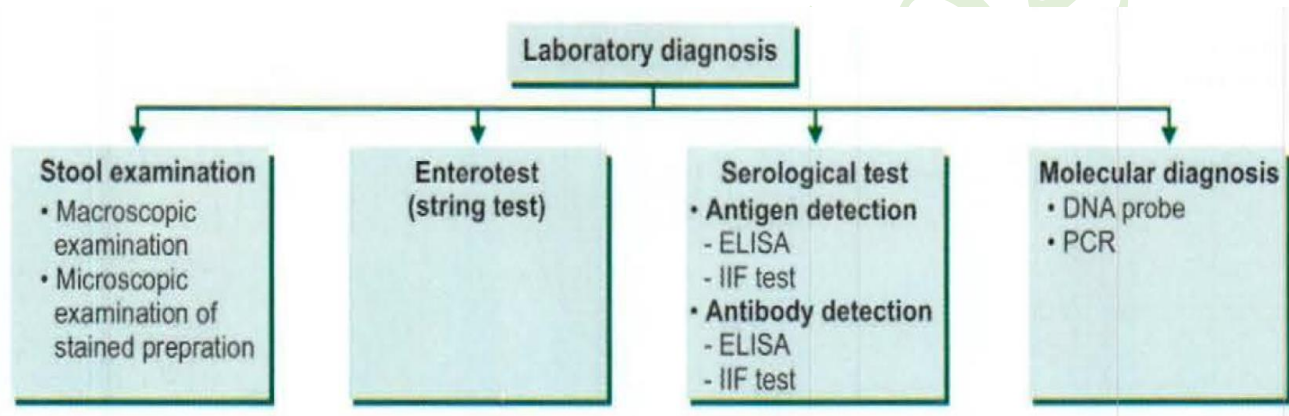 Laboratory diagnosis
Stool examination
• Macroscopic
examination
• Microscopic
examination of
stained prepration
Enterotest
(string test)
Serological test
• Antigen detection
- ELISA
- IIF test
• Antibody detection
- ELISA
- IIF test
Molecular diagnosis
• DNA probe
• PCR